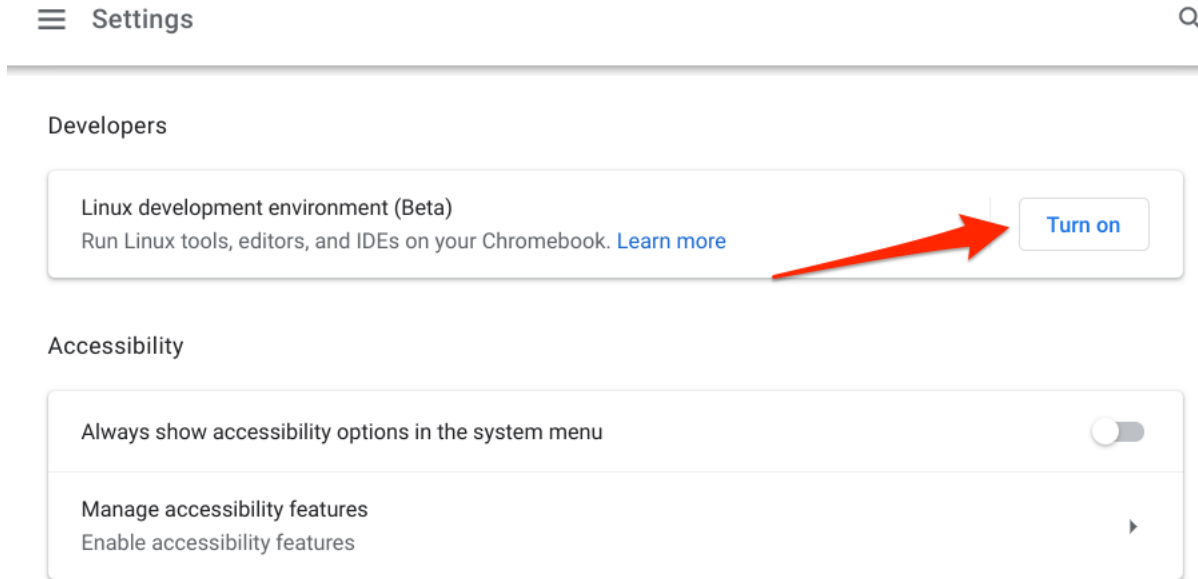 Settings
Developers
Linux development environment (Beta)
Run Linux tools, editors, and IDEs on your Chromebook. Learn more
Turn on
Accessibility
Always show accessibility options in the system menu
Manage accessibility features
Enable accessibility features